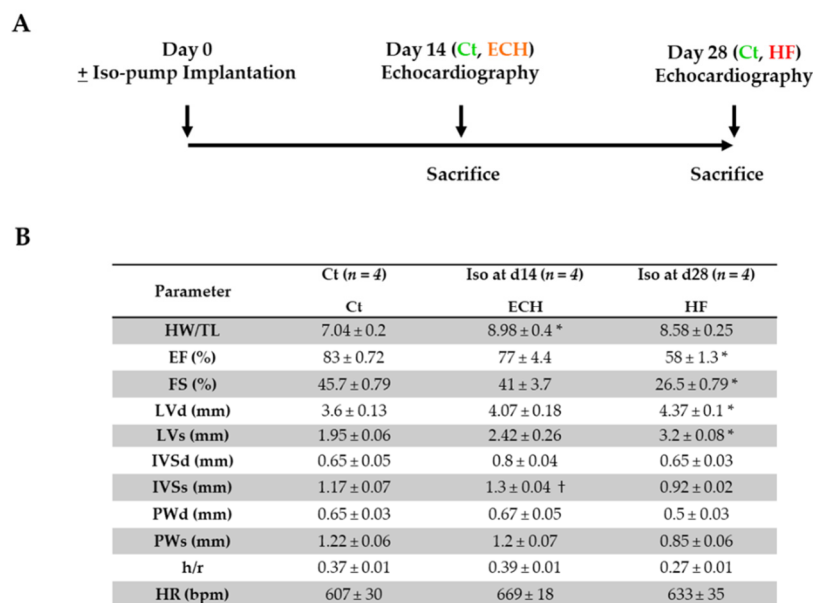 A
Day 0
± Iso-pump Implantation
Day 14 (Ct, ECH)
Echocardiography
Day 28 (Ct, HF)
Echocardiography
Sacrifice
Sacrifice
B
Parameter Ct (n = 4) Iso at d14 (n = 4) Iso at d28 (n = 4)
Ct ECH HF
HW/TL 7.04 ± 0.2 8.98 ± 0.4 * 8.58 ± 0.25
EF (%) 83 ± 0.72 77 ± 4.4 58 ± 1.3 *
FS (%) 45.7 ± 0.79 41 ± 3.7 26.5 ± 0.79 *
LVd (mm) 3.6 ± 0.13 4.07 ± 0.18 4.37 ± 0.1 *
LVs (mm) 1.95 ± 0.06 2.42 ± 0.26 3.2 ± 0.08 *
IVSd (mm) 0.65 ± 0.05 0.8 ± 0.04 0.65 ± 0.03
IVSs (mm) 1.17 ± 0.07 1.3 ± 0.04 † 0.92 ± 0.02
PWd (mm) 0.65 ± 0.03 0.67 ± 0.05 0.5 ± 0.03
PWs (mm) 1.22 ± 0.06 1.2 ± 0.07 0.85 ± 0.06
h/r 0.37 ± 0.01 0.39 ± 0.01 0.27 ± 0.01
HR (bpm) 607 ± 30 669 ± 18 633 ± 35